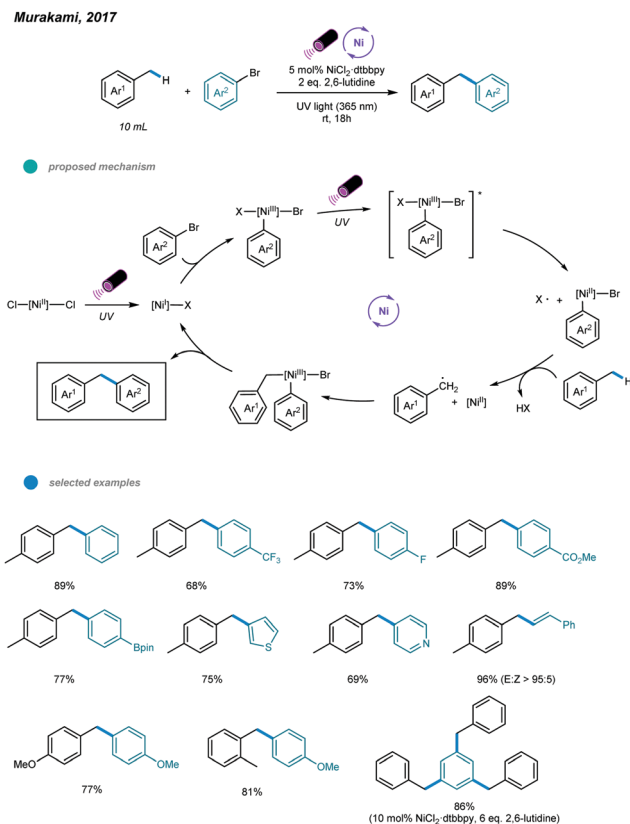 Murakami, 2017
Ar¹
H
10 mL
+
Ar²
Br
Ni
5 mol% NiCl₂·dtbbpy
2 eq. 2,6-lutidine
UV light (365 nm)
rt, 18h
Ar¹
Ar²
proposed mechanism
Cl—[Niᴵᴵ]—Cl
UV
[Niᴵ]—X
Ar²
Br
X—[Niᴵᴵᴵ]—Br
Ar²
UV
X—[Niᴵᴵᴵ]—Br
Ar²
*
X· +
[Niᴵᴵ]—Br
Ar²
Ni
Ar¹
H
HX
ĊH₂
Ar¹
+ [Niᴵᴵ]
[Niᴵᴵᴵ]—Br
Ar¹
Ar²
Ar¹
Ar²
selected examples
89%
CF₃
68%
F
73%
CO₂Me
89%
Bpin
77%
S
75%
N
69%
Ph
96% (E:Z > 95:5)
MeO
OMe
77%
OMe
81%
86%
(10 mol% NiCl₂·dtbbpy, 6 eq. 2,6-lutidine)